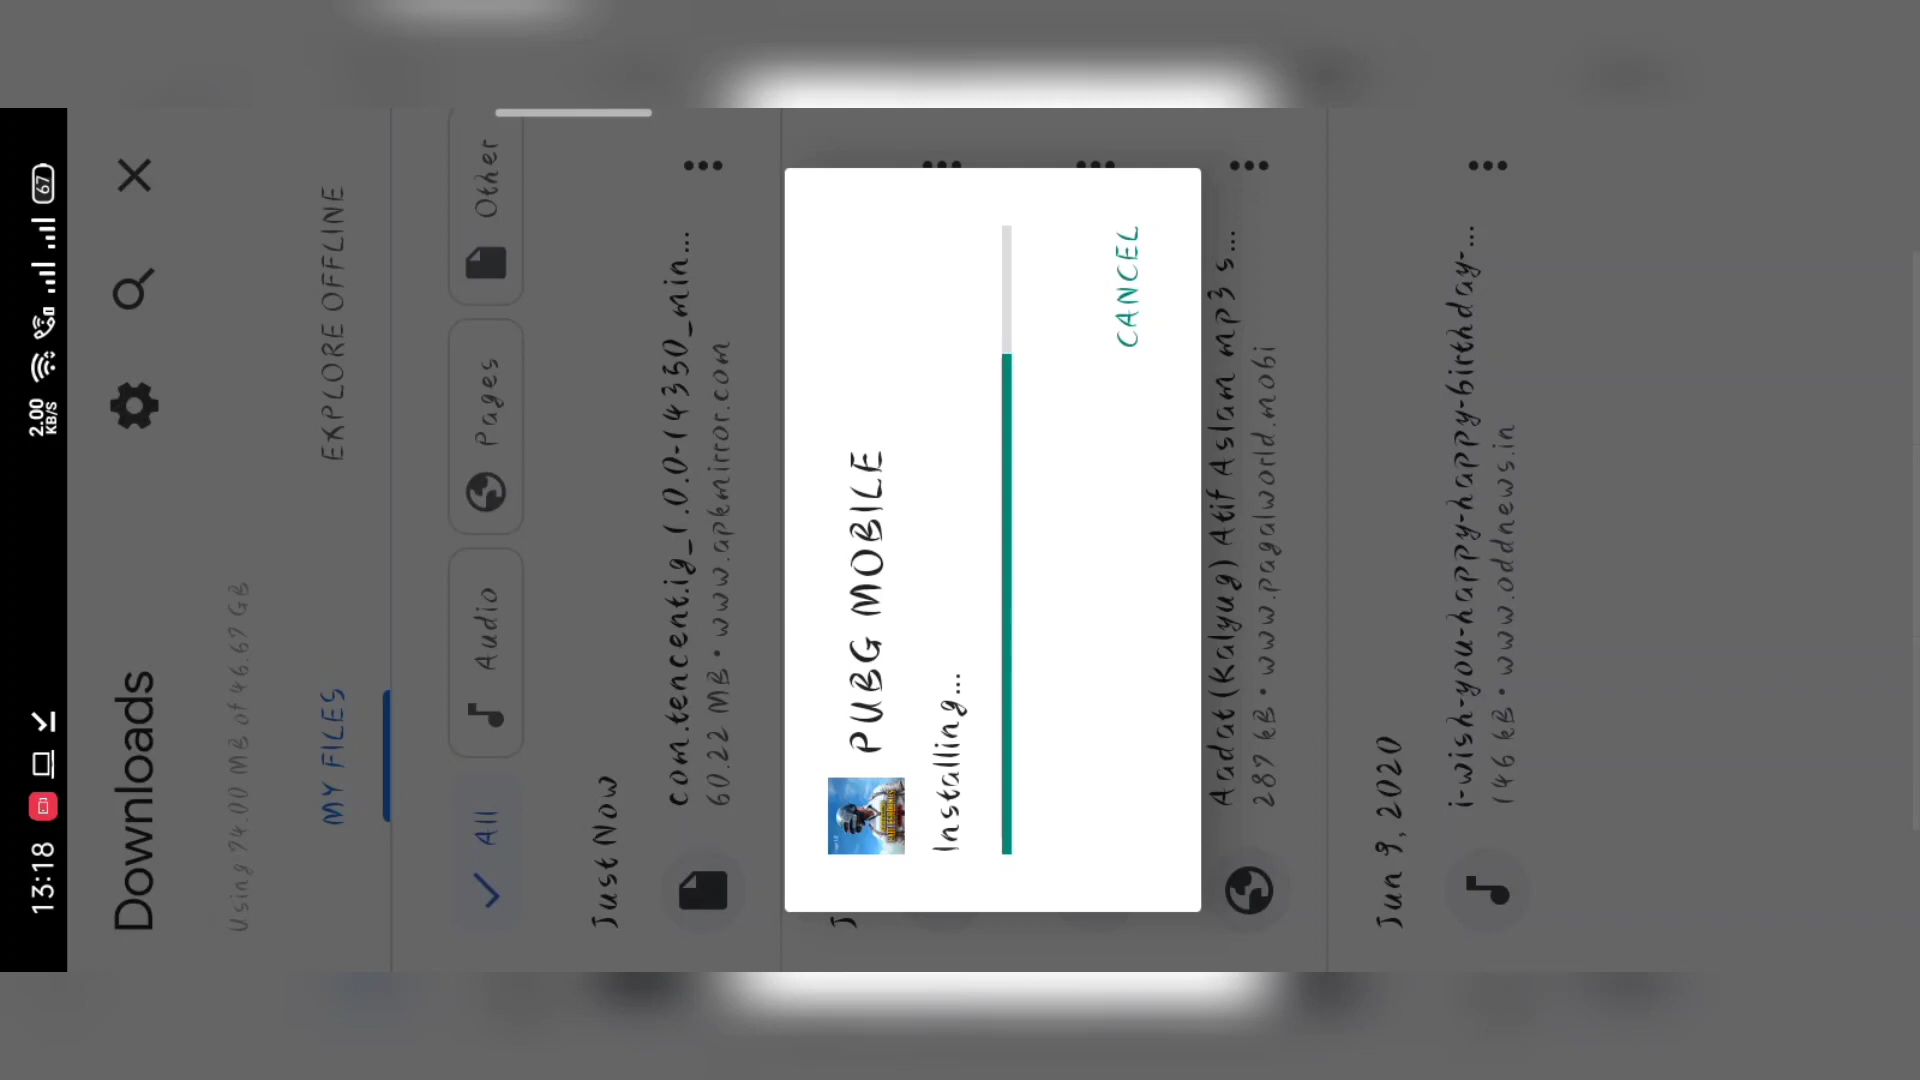 13:18
2.00 KB/S
67
Downloads
Using 74.00 MB of 46.67 GB
MY FILES
EXPLORE OFFLINE
All
Audio
Pages
Other
Just Now
com.tencent.ig_1.0.0-14350_min...
60.22 MB • www.apkmirror.com
PUBG MOBILE
Installing...
CANCEL
Aadat (Kalyug) Atif Aslam mp3 s...
287 kB • www.pagalworld.mobi
Jun 9, 2020
i-wish-you-happy-happy-birthday-...
146 kB • www.oddnews.in